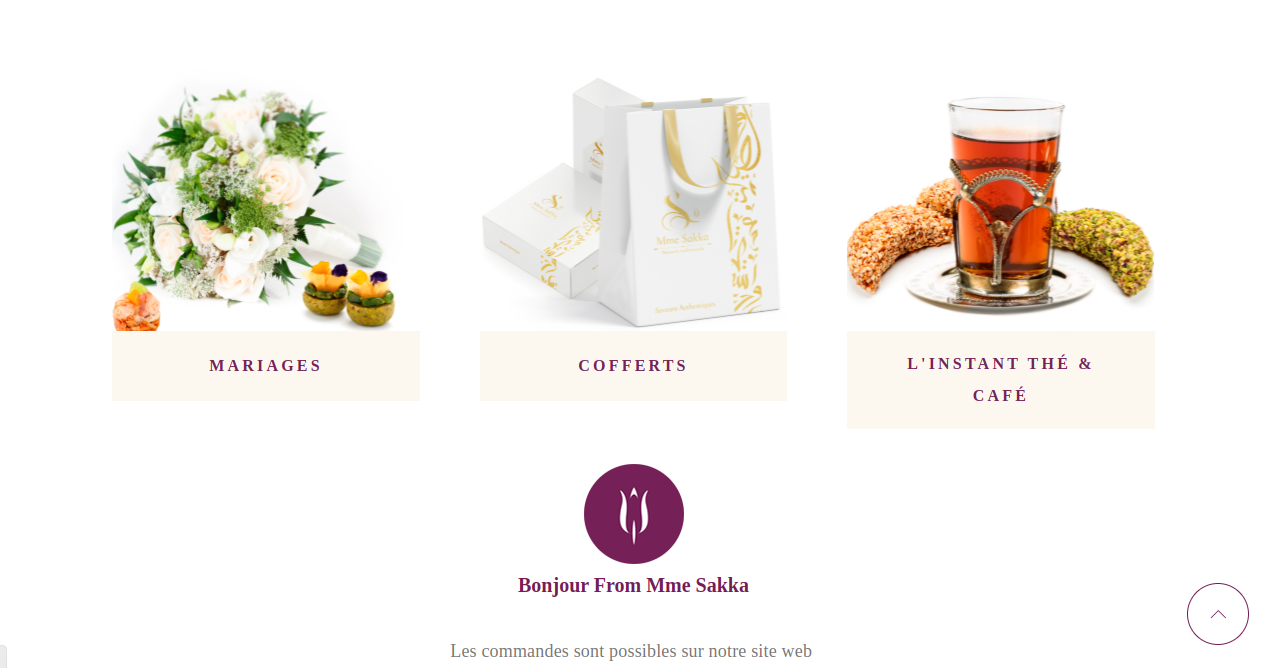 Mme Sakka
MARIAGES
COFFERTS
L'INSTANT THÉ &
CAFÉ
Bonjour From Mme Sakka
Les commandes sont possibles sur notre site web